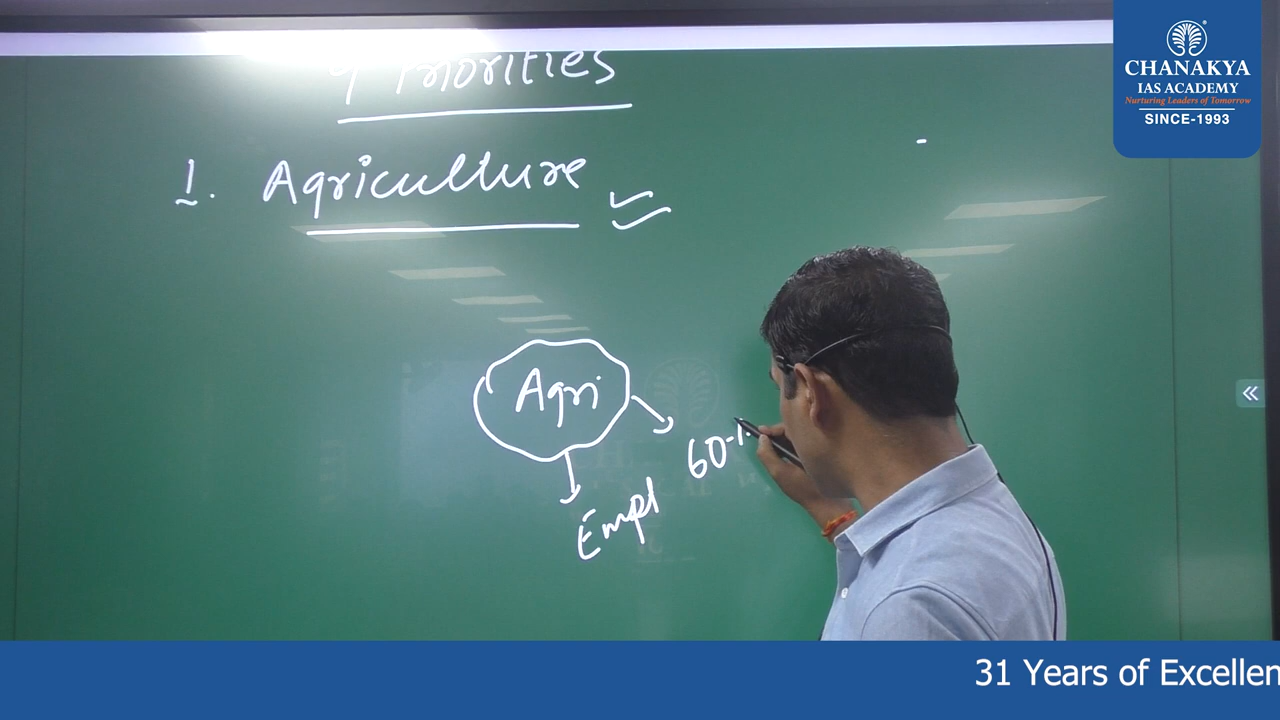 9 Priorities
1. Agriculture
Agri
60%
Empl
CHANAKYA
IAS ACADEMY
Nurturing Leaders of Tomorrow
SINCE-1993
31 Years of Excellen